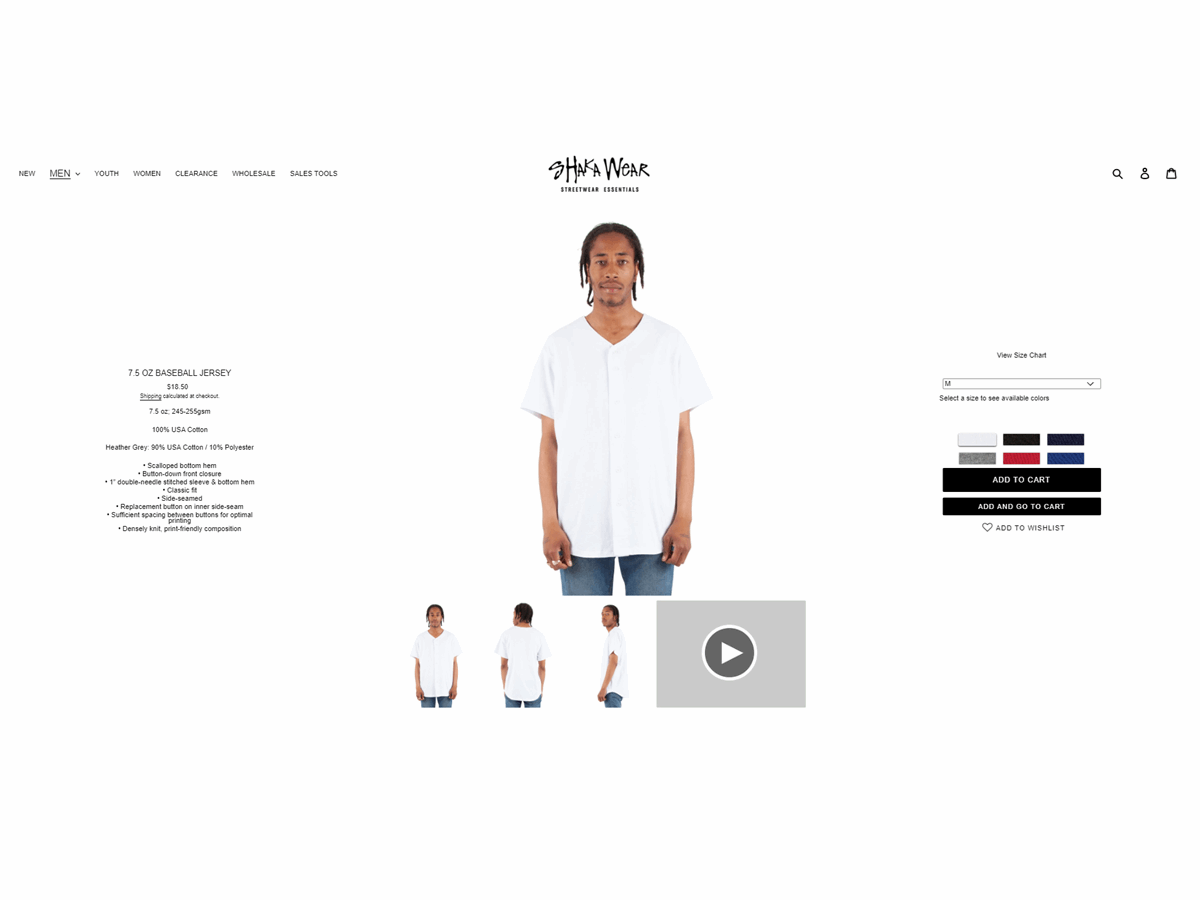 NEW MEN YOUTH WOMEN CLEARANCE WHOLESALE SALES TOOLS
SHAKA WEAR
STREETWEAR ESSENTIALS
7.5 OZ BASEBALL JERSEY
$18.50
Shipping calculated at checkout.
7.5 oz; 245-255gsm
100% USA Cotton
Heather Grey: 90% USA Cotton / 10% Polyester
• Scalloped bottom hem
• Button-down front closure
• 1" double-needle stitched sleeve & bottom hem
• Classic fit
• Side-seamed
• Replacement button on inner side-seam
• Sufficient spacing between buttons for optimal
printing
• Densely knit, print-friendly composition
View Size Chart
M
Select a size to see available colors
ADD TO CART
ADD AND GO TO CART
ADD TO WISHLIST